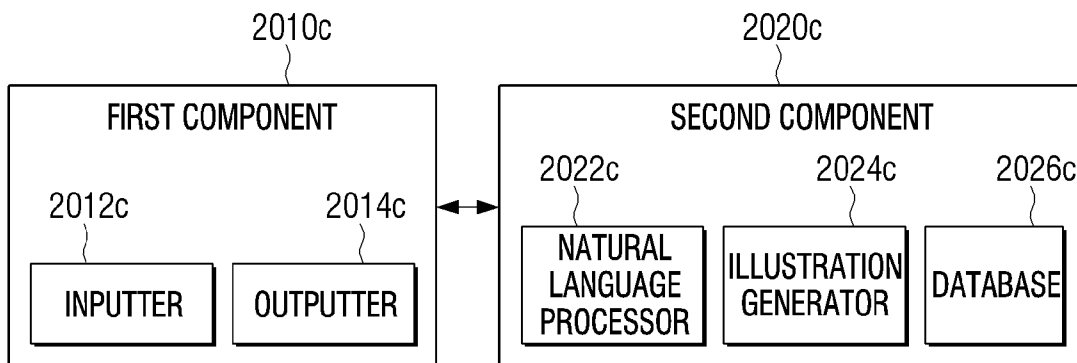 2010c
2020c
FIRST COMPONENT
SECOND COMPONENT
2012c
2014c
2022c
2024c
2026c
INPUTTER
OUTPUTTER
NATURAL
LANGUAGE
PROCESSOR
ILLUSTRATION
GENERATOR
DATABASE